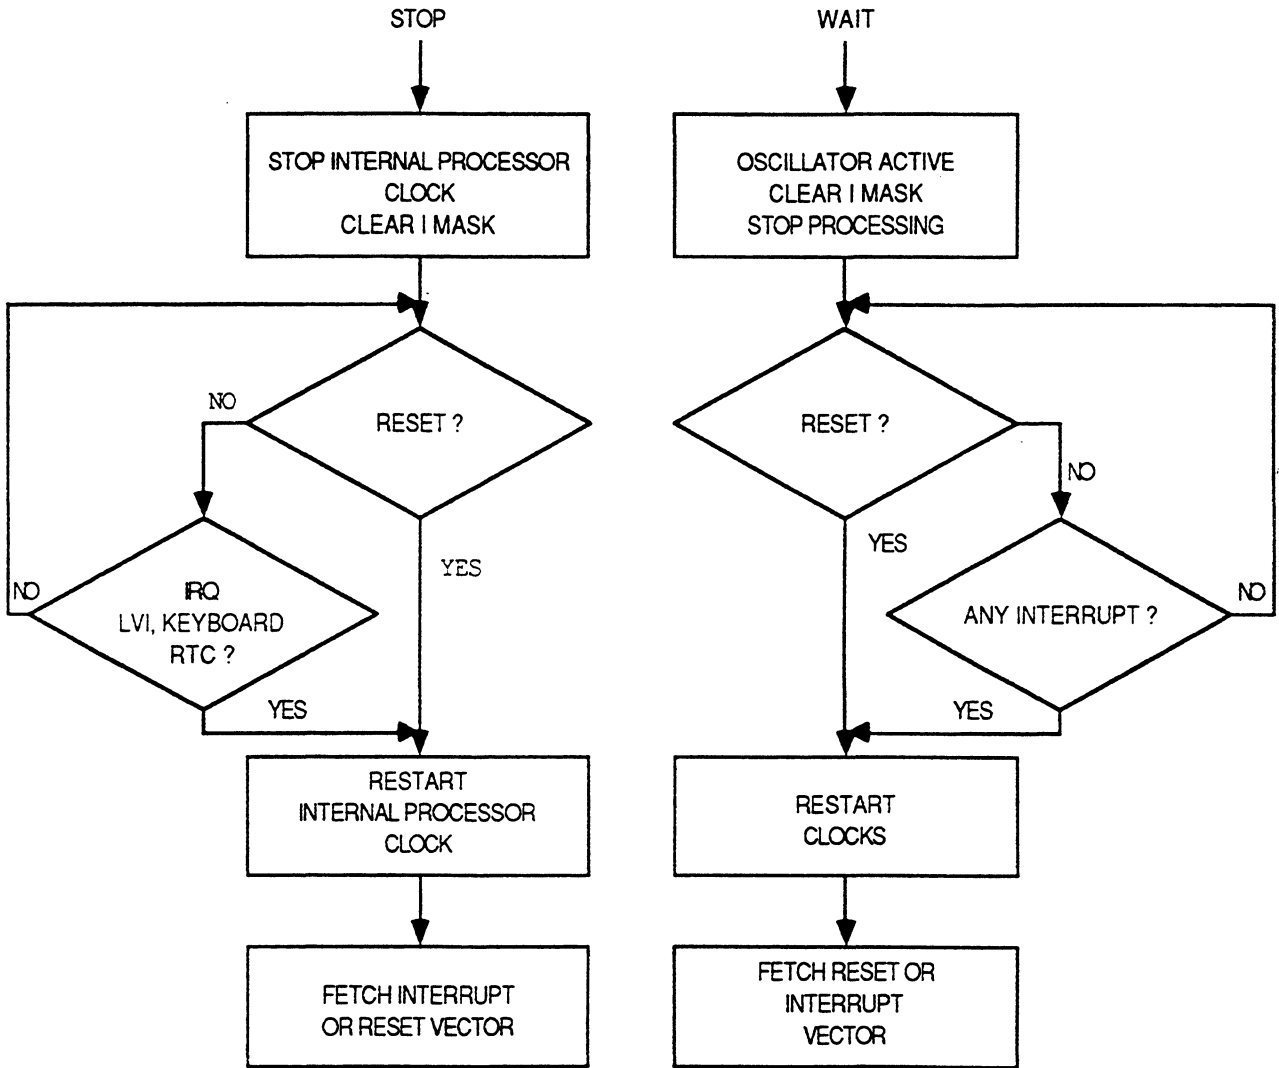 STOP
STOP INTERNAL PROCESSOR
CLOCK
CLEAR I MASK
RESET ?
NO
YES
IRQ
LVI, KEYBOARD
RTC ?
NO
YES
RESTART
INTERNAL PROCESSOR
CLOCK
FETCH INTERRUPT
OR RESET VECTOR
WAIT
OSCILLATOR ACTIVE
CLEAR I MASK
STOP PROCESSING
RESET ?
NO
YES
ANY INTERRUPT ?
NO
YES
RESTART
CLOCKS
FETCH RESET OR
INTERRUPT
VECTOR